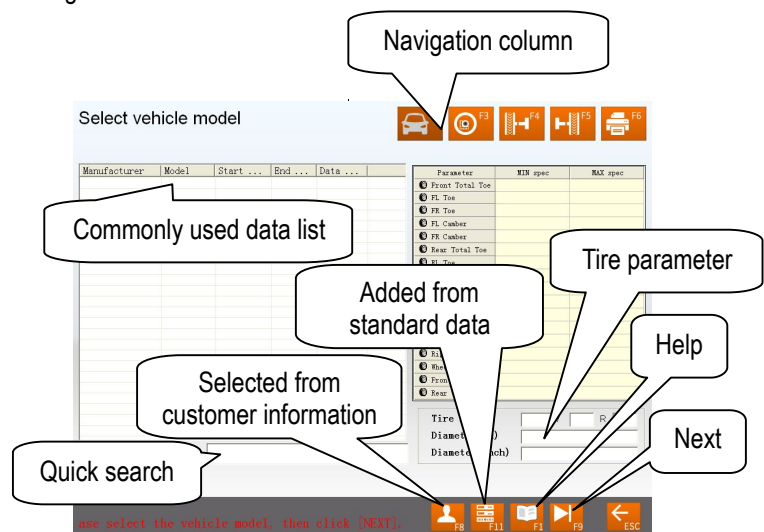 Navigation column
Select vehicle model
F3
F4
F5
F6
Manufacturer Model Start ... End ... Data ...
Parameter MIN spec MAX spec
Front Total Toe
FL Toe
FR Toe
FL Camber
FR Camber
Rear Total Toe
Commonly used data list
Tire parameter
Added from
standard data
Help
Selected from
customer information
Tire
R
Next
Quick search
ase select the vehicle model, then click [NEXT].
F8
F11
F1
F9
ESC